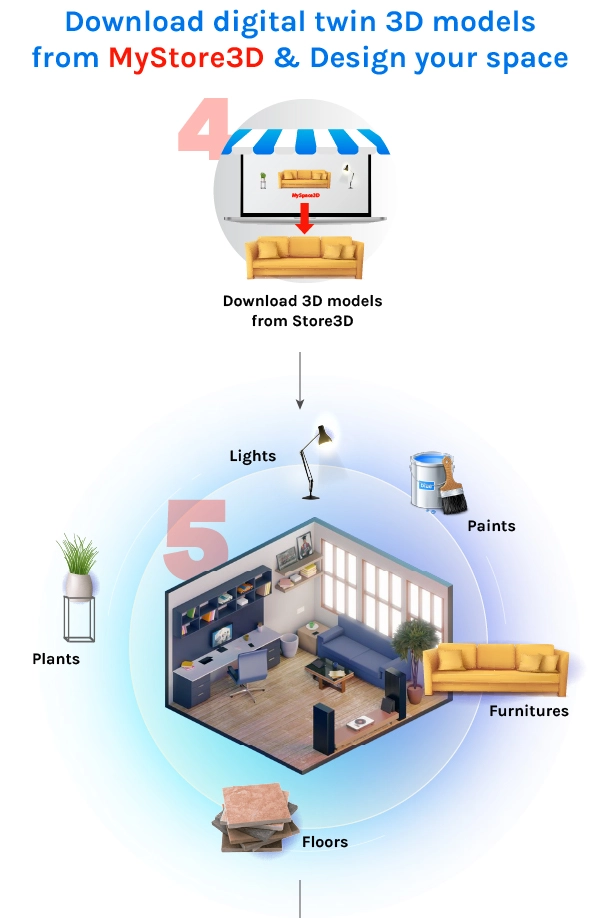 Download digital twin 3D models
from MyStore3D & Design your space
4
MySpace3D
Download 3D models
from Store3D
Lights
5
blue
Paints
Plants
Furnitures
Floors